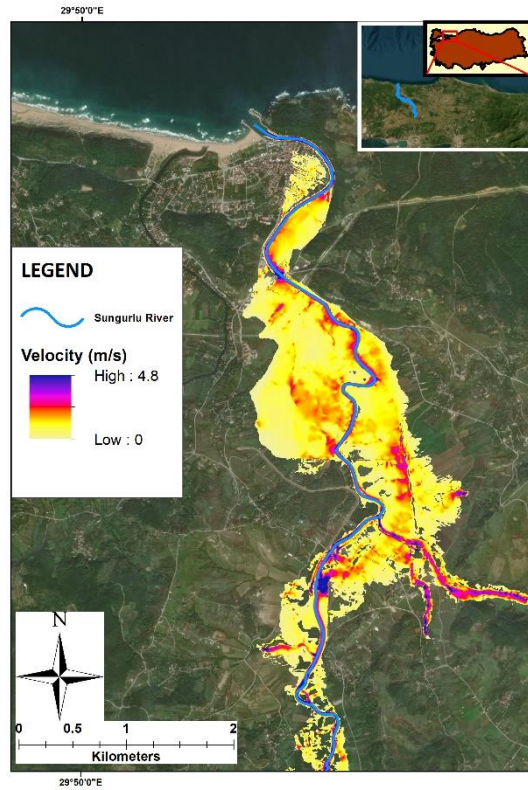 29°50'0"E
LEGEND
Sungurlu River
Velocity (m/s)
High : 4.8
Low : 0
N
0 0.5 1 2
Kilometers
29°50'0"E